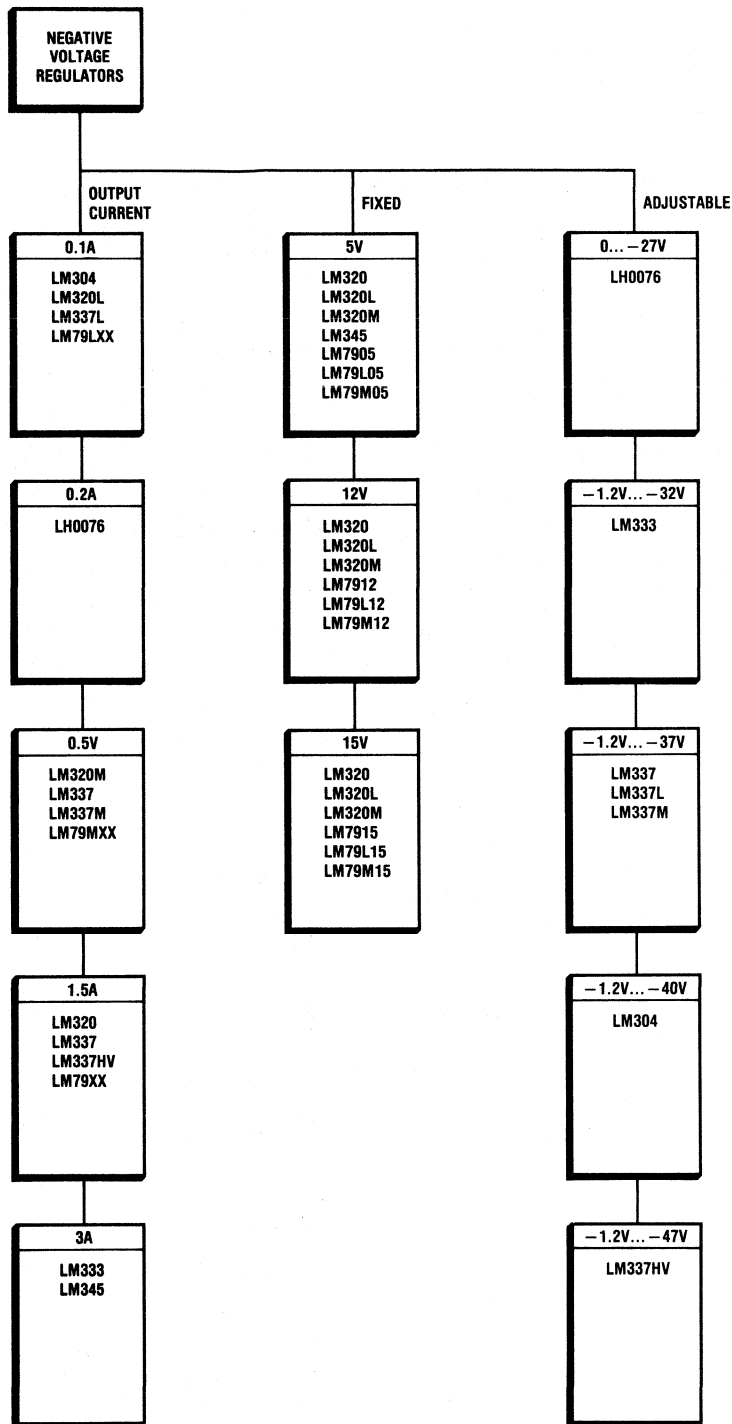 NEGATIVE
VOLTAGE
REGULATORS
OUTPUT
CURRENT
0.1A
LM304
LM320L
LM337L
LM79LXX
0.2A
LH0076
0.5V
LM320M
LM337
LM337M
LM79MXX
1.5A
LM320
LM337
LM337HV
LM79XX
3A
LM333
LM345
FIXED
5V
LM320
LM320L
LM320M
LM345
LM7905
LM79L05
LM79M05
12V
LM320
LM320L
LM320M
LM7912
LM79L12
LM79M12
15V
LM320
LM320L
LM320M
LM7915
LM79L15
LM79M15
ADJUSTABLE
0... −27V
LH0076
−1.2V... −32V
LM333
−1.2V... −37V
LM337
LM337L
LM337M
−1.2V... −40V
LM304
−1.2V... −47V
LM337HV